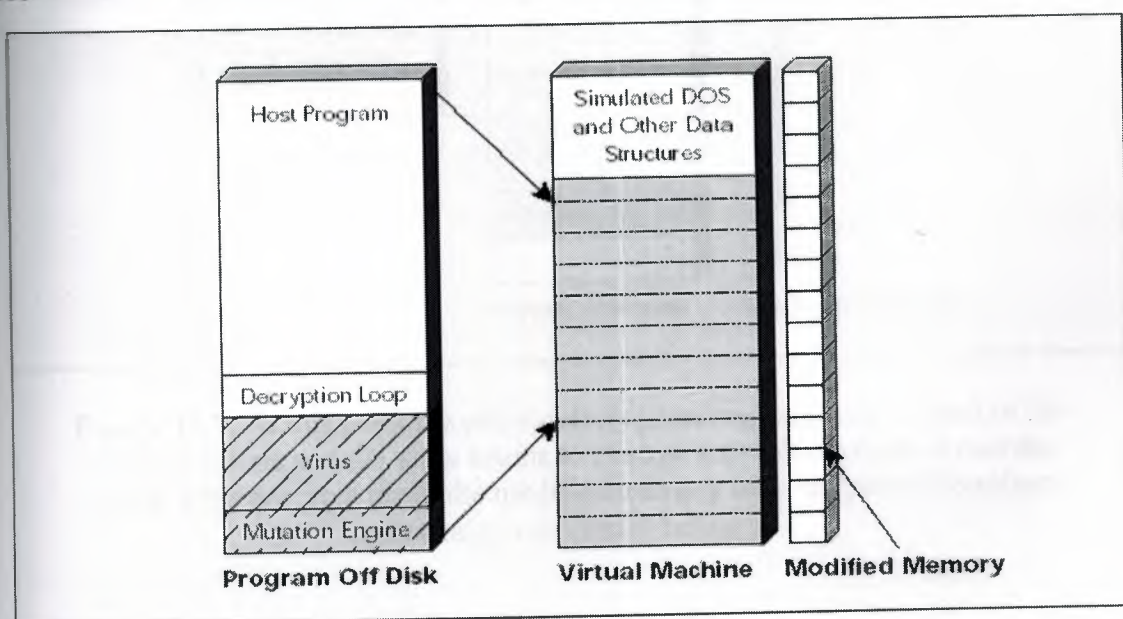 Host Program
Decryption Loop
Virus
Mutation Engine
Program Off Disk
Simulated DOS
and Other Data
Structures
Virtual Machine
Modified Memory